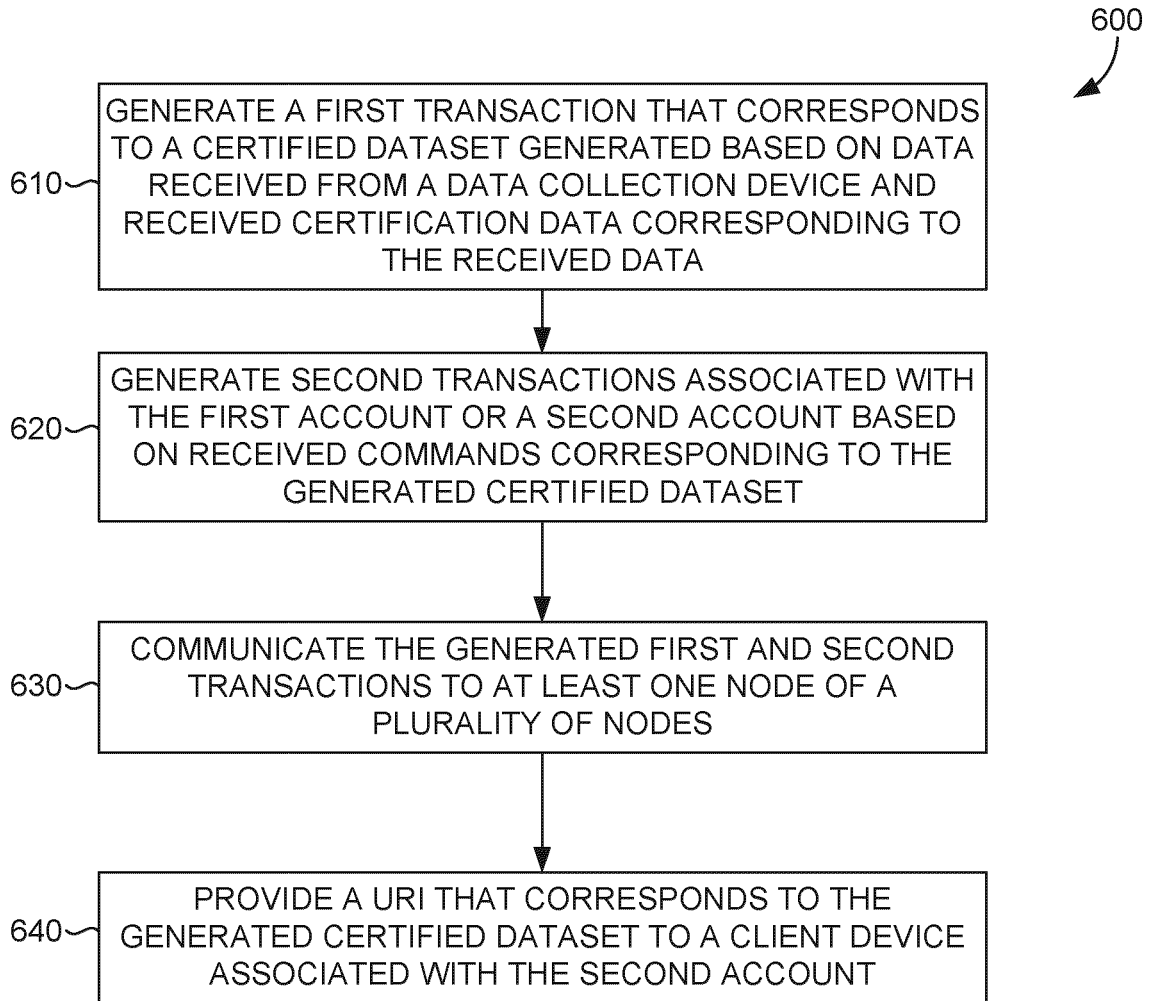 600
GENERATE A FIRST TRANSACTION THAT CORRESPONDS
TO A CERTIFIED DATASET GENERATED BASED ON DATA
RECEIVED FROM A DATA COLLECTION DEVICE AND
RECEIVED CERTIFICATION DATA CORRESPONDING TO
THE RECEIVED DATA
610
GENERATE SECOND TRANSACTIONS ASSOCIATED WITH
THE FIRST ACCOUNT OR A SECOND ACCOUNT BASED
ON RECEIVED COMMANDS CORRESPONDING TO THE
GENERATED CERTIFIED DATASET
620
COMMUNICATE THE GENERATED FIRST AND SECOND
TRANSACTIONS TO AT LEAST ONE NODE OF A
PLURALITY OF NODES
630
PROVIDE A URI THAT CORRESPONDS TO THE
GENERATED CERTIFIED DATASET TO A CLIENT DEVICE
ASSOCIATED WITH THE SECOND ACCOUNT
640